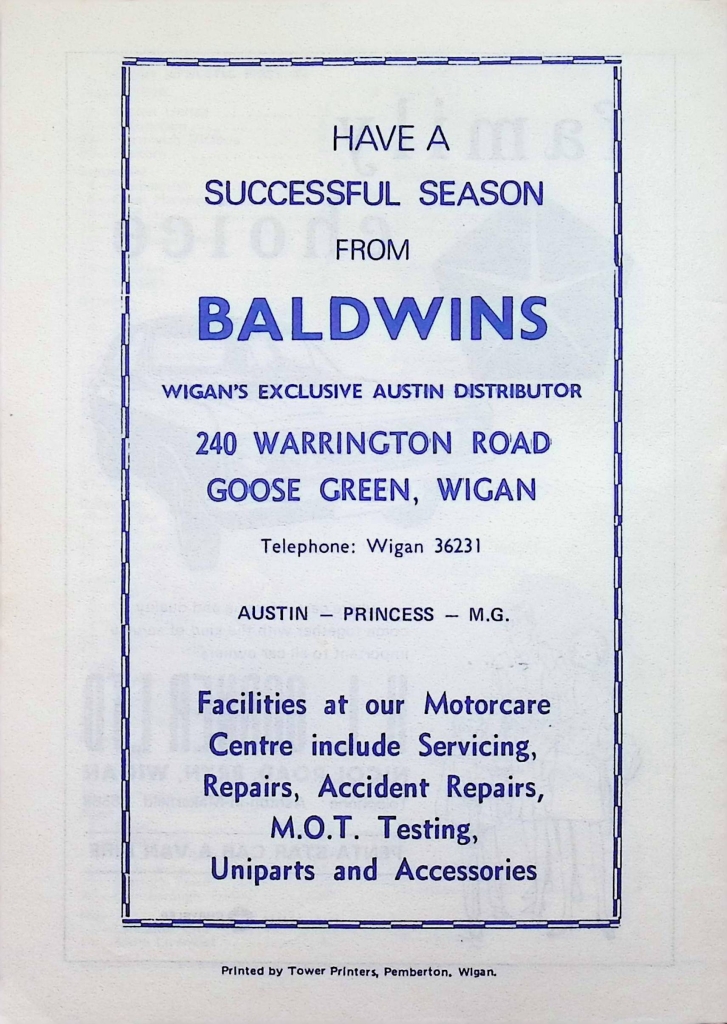 HAVE A
SUCCESSFUL SEASON
FROM
BALDWINS
WIGAN'S EXCLUSIVE AUSTIN DISTRIBUTOR
240 WARRINGTON ROAD
GOOSE GREEN, WIGAN
Telephone: Wigan 36231
AUSTIN – PRINCESS – M.G.
Facilities at our Motorcare
Centre include Servicing,
Repairs, Accident Repairs,
M.O.T. Testing,
Uniparts and Accessories
Printed by Tower Printers, Pemberton, Wigan.